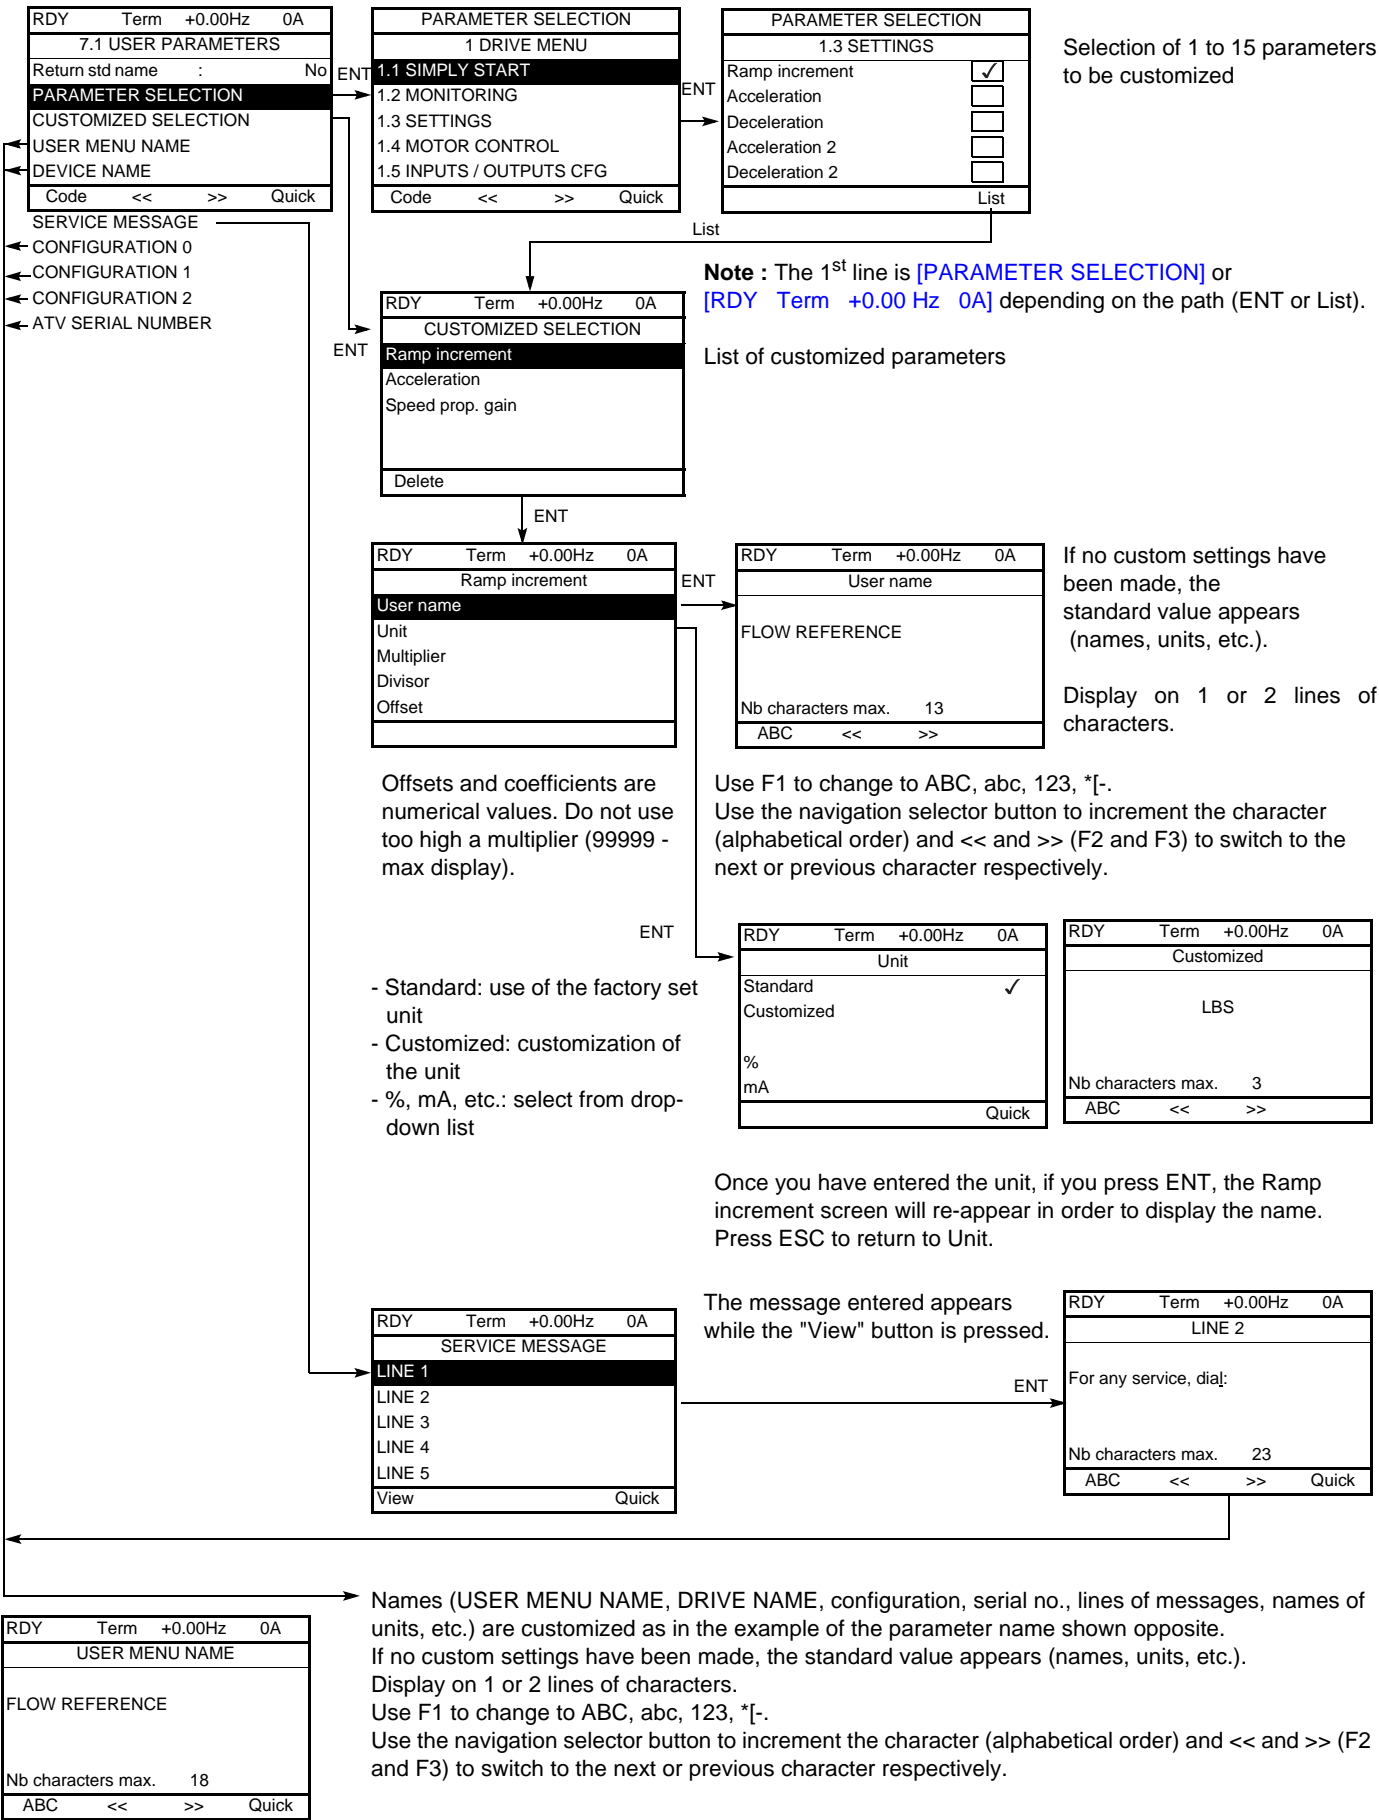 RDY Term +0.00Hz 0A
7.1 USER PARAMETERS
Return std name : No
PARAMETER SELECTION
CUSTOMIZED SELECTION
USER MENU NAME
DEVICE NAME
Code << >> Quick
SERVICE MESSAGE
CONFIGURATION 0
CONFIGURATION 1
CONFIGURATION 2
ATV SERIAL NUMBER
ENT
PARAMETER SELECTION
1 DRIVE MENU
1.1 SIMPLY START
1.2 MONITORING
1.3 SETTINGS
1.4 MOTOR CONTROL
1.5 INPUTS / OUTPUTS CFG
Code << >> Quick
ENT
PARAMETER SELECTION
1.3 SETTINGS
Ramp increment ✓
Acceleration
Deceleration
Acceleration 2
Deceleration 2
List
Selection of 1 to 15 parameters
to be customized
List
Note : The 1st line is [PARAMETER SELECTION] or
[RDY Term +0.00 Hz 0A] depending on the path (ENT or List).
ENT
RDY Term +0.00Hz 0A
CUSTOMIZED SELECTION
Ramp increment
Acceleration
Speed prop. gain
Delete
List of customized parameters
ENT
RDY Term +0.00Hz 0A
Ramp increment
User name
Unit
Multiplier
Divisor
Offset
ENT
RDY Term +0.00Hz 0A
User name
FLOW REFERENCE
Nb characters max. 13
ABC << >>
If no custom settings have
been made, the
standard value appears
(names, units, etc.).
Display on 1 or 2 lines of
characters.
Offsets and coefficients are
numerical values. Do not use
too high a multiplier (99999 -
max display).
Use F1 to change to ABC, abc, 123, *[-.
Use the navigation selector button to increment the character
(alphabetical order) and << and >> (F2 and F3) to switch to the
next or previous character respectively.
ENT
- Standard: use of the factory set
unit
- Customized: customization of
the unit
- %, mA, etc.: select from drop-
down list
RDY Term +0.00Hz 0A
Unit
Standard ✓
Customized
%
mA
Quick
RDY Term +0.00Hz 0A
Customized
LBS
Nb characters max. 3
ABC << >>
Once you have entered the unit, if you press ENT, the Ramp
increment screen will re-appear in order to display the name.
Press ESC to return to Unit.
RDY Term +0.00Hz 0A
SERVICE MESSAGE
LINE 1
LINE 2
LINE 3
LINE 4
LINE 5
View Quick
The message entered appears
while the "View" button is pressed.
ENT
RDY Term +0.00Hz 0A
LINE 2
For any service, dial:
Nb characters max. 23
ABC << >> Quick
Names (USER MENU NAME, DRIVE NAME, configuration, serial no., lines of messages, names of
units, etc.) are customized as in the example of the parameter name shown opposite.
If no custom settings have been made, the standard value appears (names, units, etc.).
Display on 1 or 2 lines of characters.
Use F1 to change to ABC, abc, 123, *[-.
Use the navigation selector button to increment the character (alphabetical order) and << and >> (F2
and F3) to switch to the next or previous character respectively.
RDY Term +0.00Hz 0A
USER MENU NAME
FLOW REFERENCE
Nb characters max. 18
ABC << >> Quick